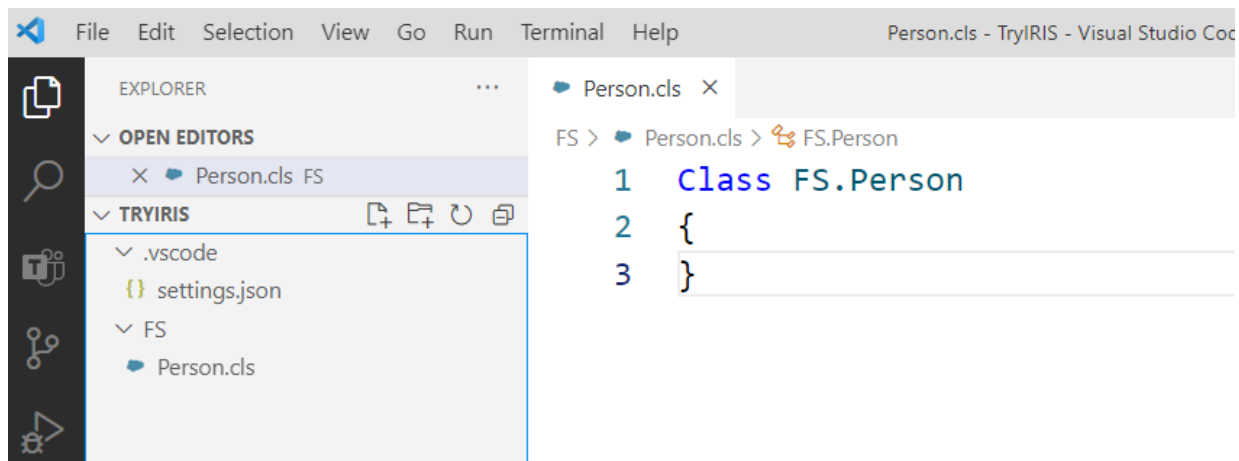 File Edit Selection View Go Run Terminal Help Person.cls - TryIRIS - Visual Studio Coc
EXPLORER
OPEN EDITORS
Person.cls FS
TRYIRIS
.vscode
{} settings.json
FS
Person.cls
Person.cls
FS > Person.cls > FS.Person
1 Class FS.Person
2 {
3 }